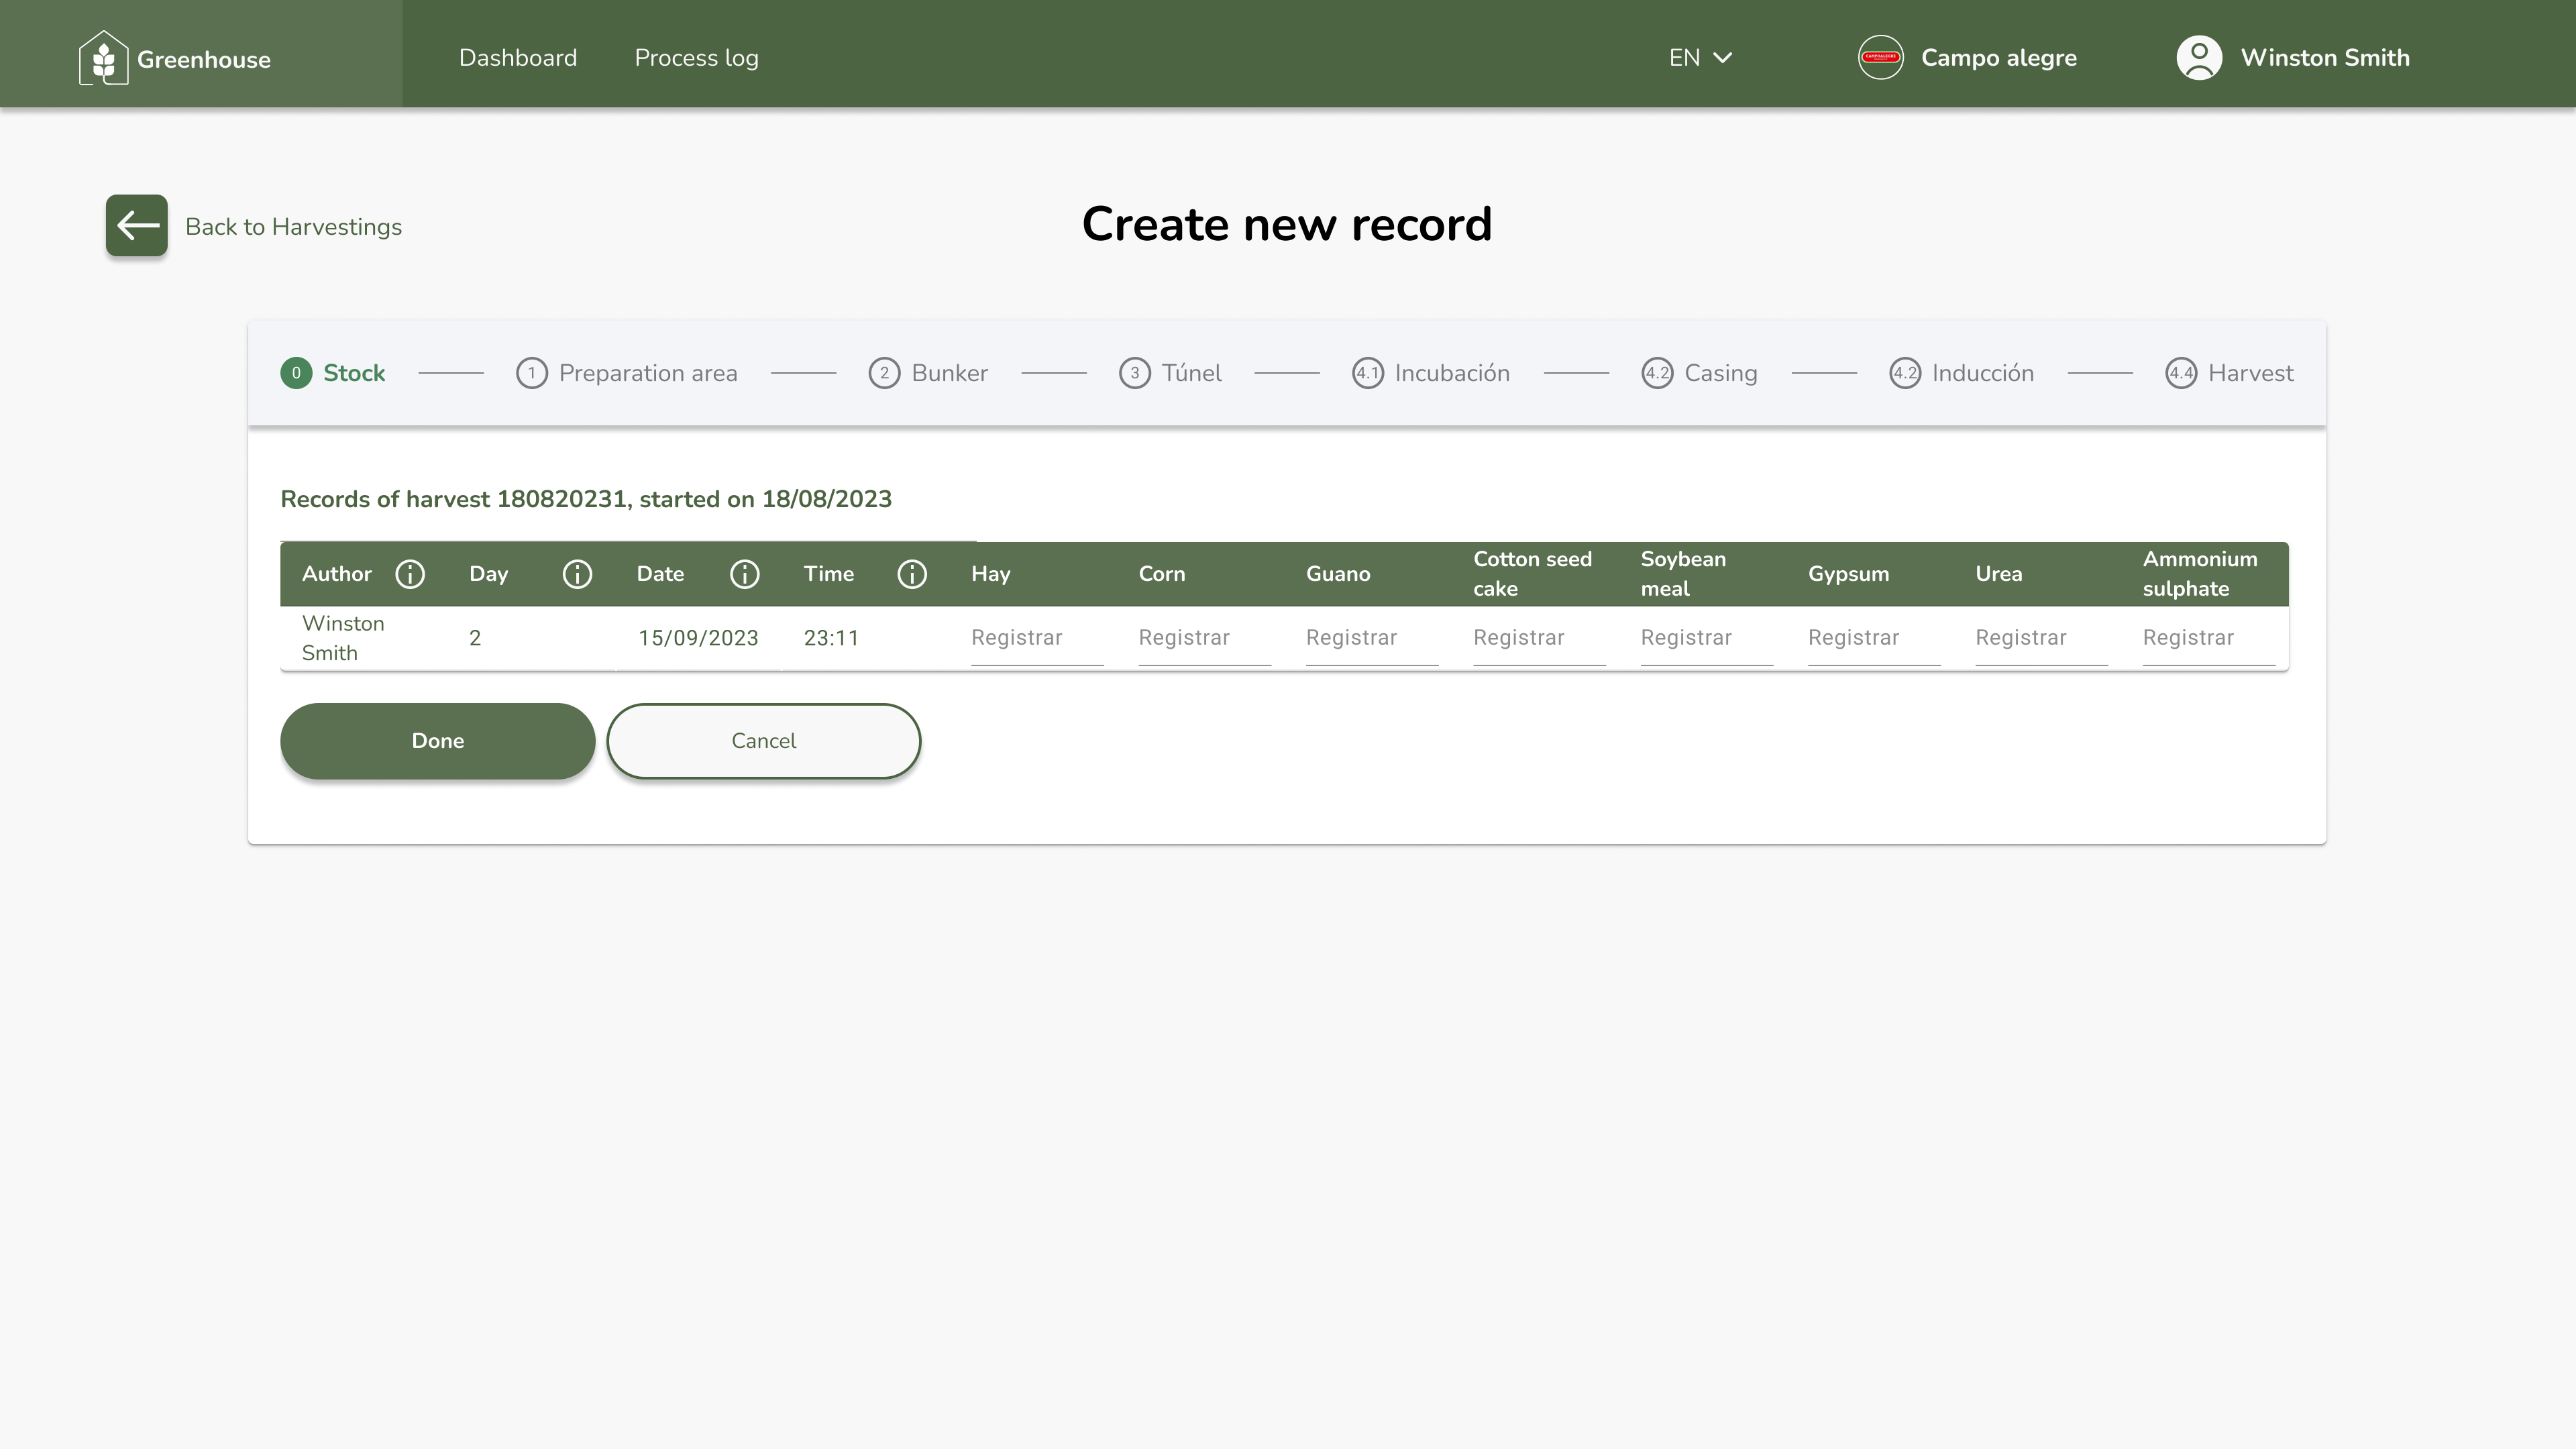 Greenhouse
Dashboard
Process log
EN
CAMPOALEGRE
Campo alegre
Winston Smith
Back to Harvestings
Create new record
0 Stock
1 Preparation area
2 Bunker
3 Túnel
4.1 Incubación
4.2 Casing
4.2 Inducción
4.4 Harvest
Records of harvest 180820231, started on 18/08/2023
Author
Day
Date
Time
Hay
Corn
Guano
Cotton seed
cake
Soybean
meal
Gypsum
Urea
Ammonium
sulphate
Winston
Smith
2
15/09/2023
23:11
Registrar
Registrar
Registrar
Registrar
Registrar
Registrar
Registrar
Registrar
Done
Cancel